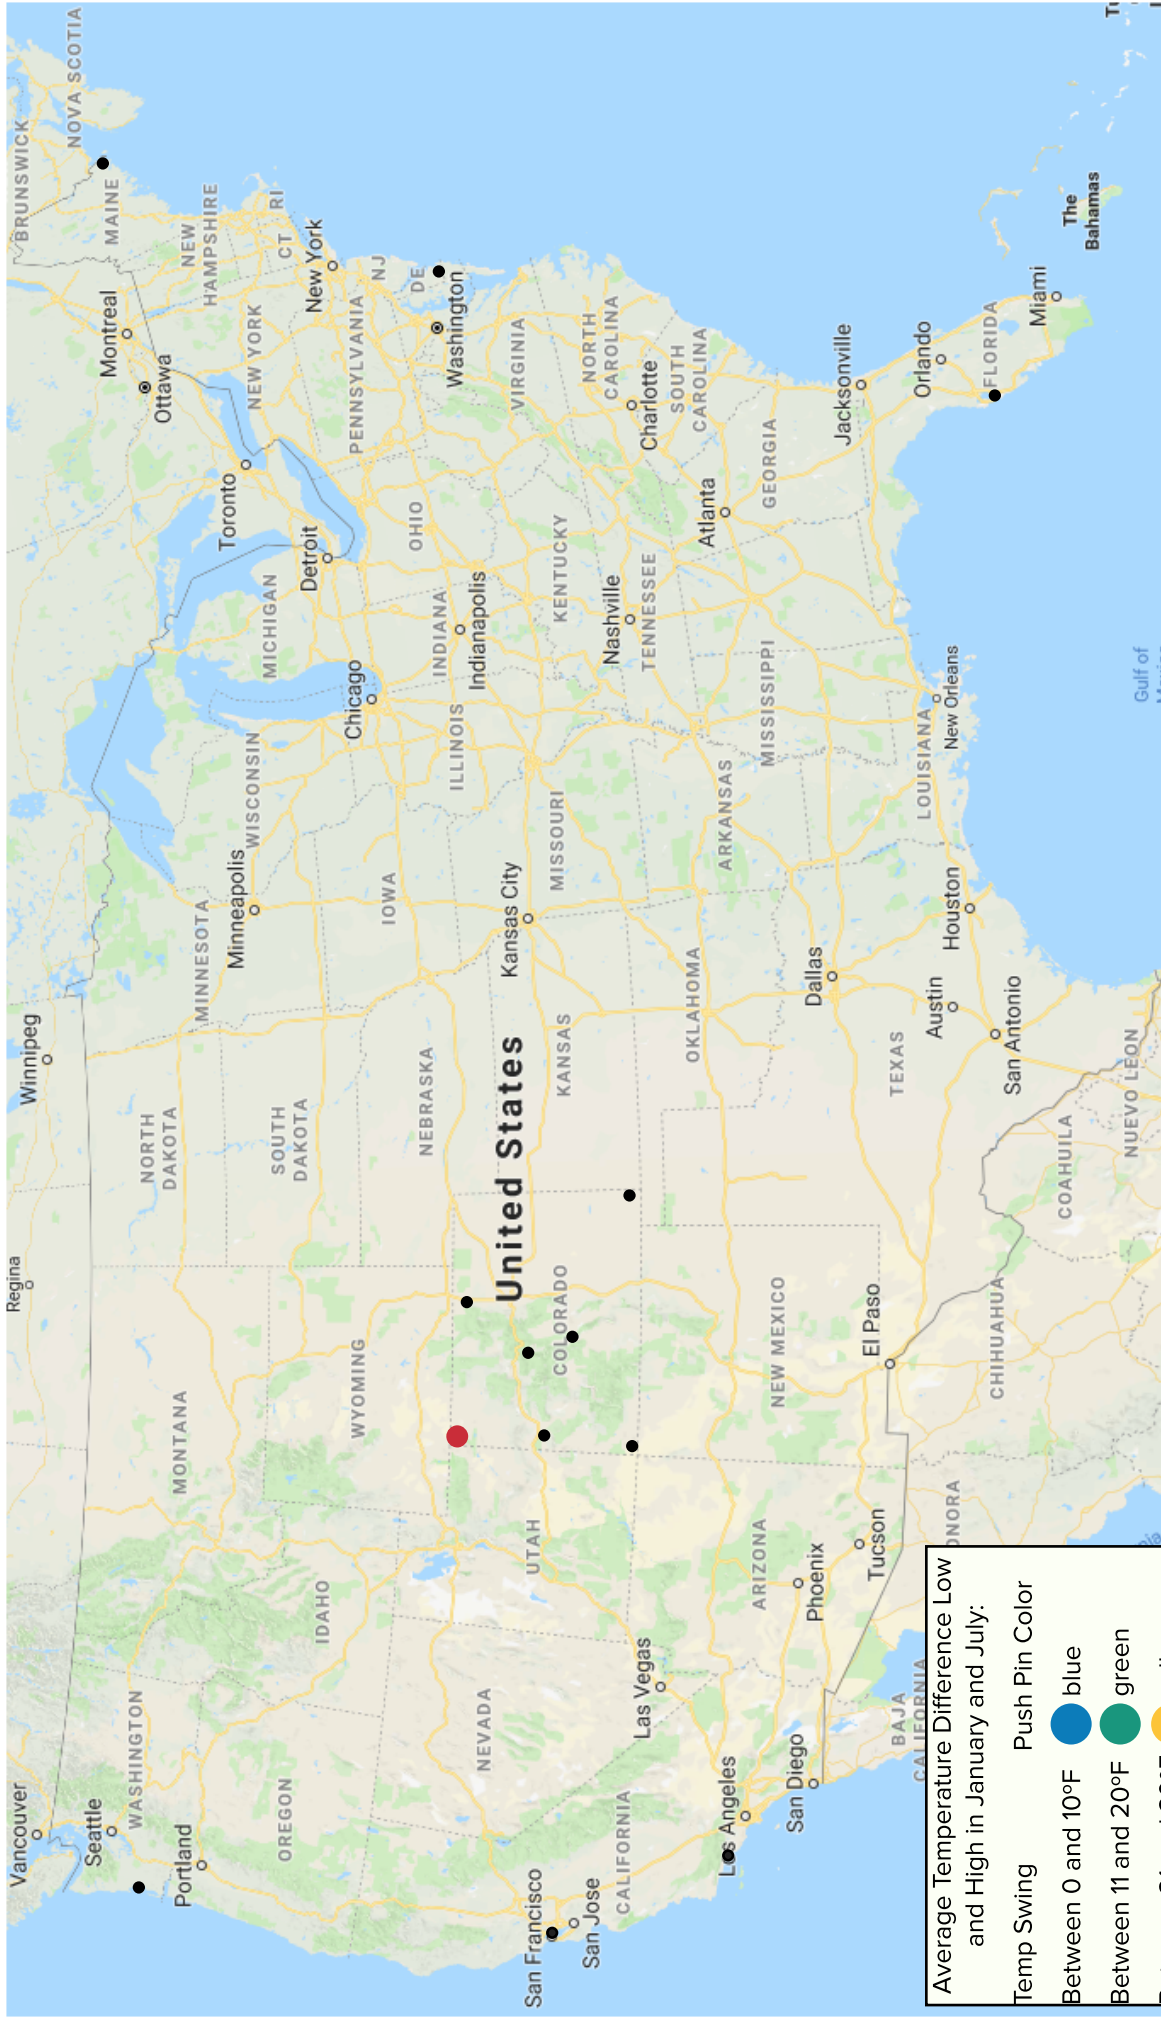 BRUNSWICK
NOVA SCOTIA
MAINE
Montreal
Ottawa
NEW
HAMPSHIRE
RI
CT
New York
NJ
DE
NEW YORK
PENNSYLVANIA
Washington
Toronto
Detroit
MICHIGAN
OHIO
VIRGINIA
NORTH
CAROLINA
Charlotte
SOUTH
CAROLINA
Atlanta
GEORGIA
Jacksonville
Orlando
FLORIDA
Miami
The
Bahamas
Tu
INDIANA
Indianapolis
KENTUCKY
Nashville
TENNESSEE
Chicago
ILLINOIS
WISCONSIN
Minneapolis
MINNESOTA
IOWA
MISSOURI
Kansas City
ARKANSAS
MISSISSIPPI
LOUISIANA
New Orleans
Gulf of
Winnipeg
Regina
NORTH
DAKOTA
SOUTH
DAKOTA
NEBRASKA
United States
KANSAS
OKLAHOMA
Dallas
Houston
Austin
San Antonio
TEXAS
NUEVO LEON
COAHUILA
CHIHUAHUA
El Paso
NEW MEXICO
COLORADO
WYOMING
MONTANA
IDAHO
UTAH
ARIZONA
Phoenix
Tucson
ONORA
Vancouver
Seattle
WASHINGTON
Portland
OREGON
NEVADA
Las Vegas
CALIFORNIA
San Francisco
San Jose
Los Angeles
San Diego
BAJA
CALIFORNIA
Average Temperature Difference Low
and High in January and July:
Temp Swing Push Pin Color
Between 0 and 10ºF blue
Between 11 and 20ºF green